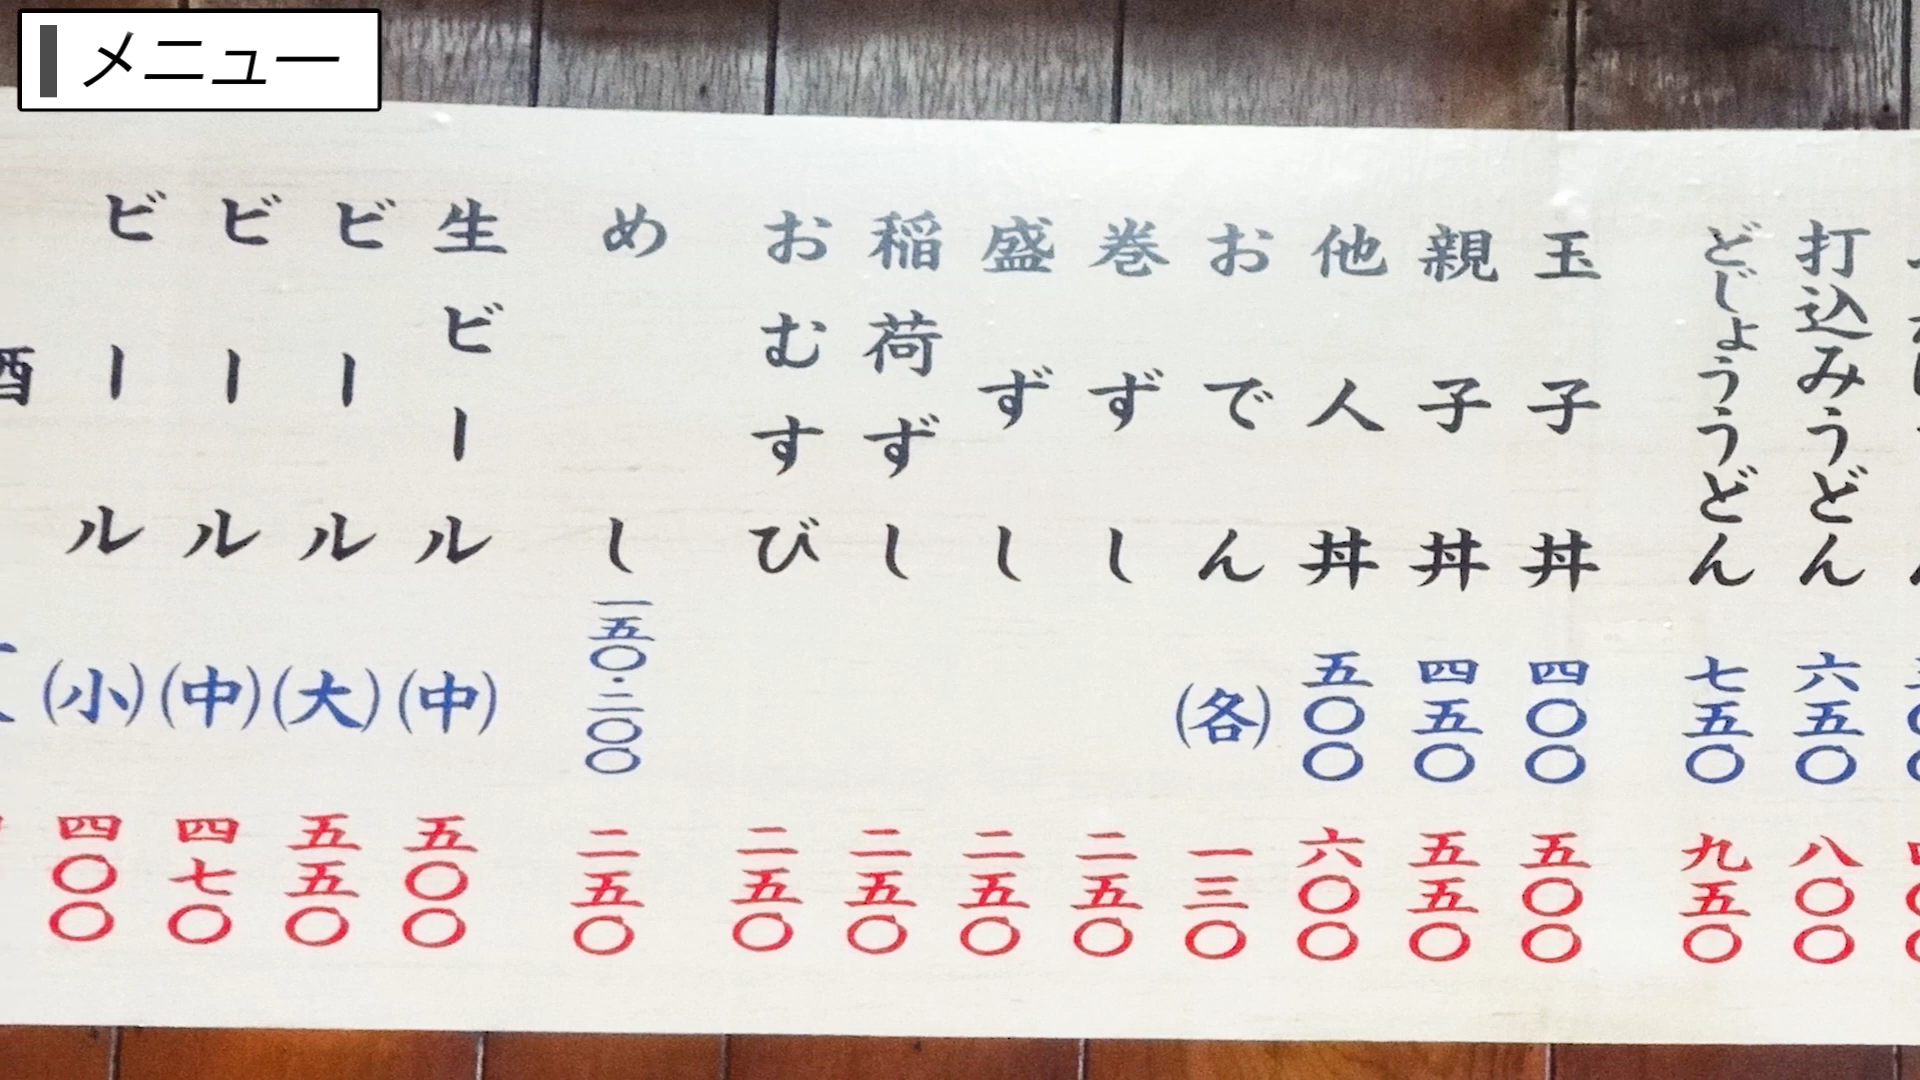 メニュー
打込みうどん 六五〇 八〇〇
どじょううどん 七五〇 九五〇
玉子丼 四〇〇 五〇〇
親子丼 四五〇 五五〇
他人丼 五〇〇 六〇〇
おでん (各) 一三〇
巻ずし 二五〇
盛ずし 二五〇
稲荷ずし 二五〇
おむすび 二五〇
めし 一五〇・二〇〇 二五〇
生ビール (中) 五〇〇
ビール (大) 五五〇
ビール (中) 四七〇
ビール (小) 四〇〇
酒